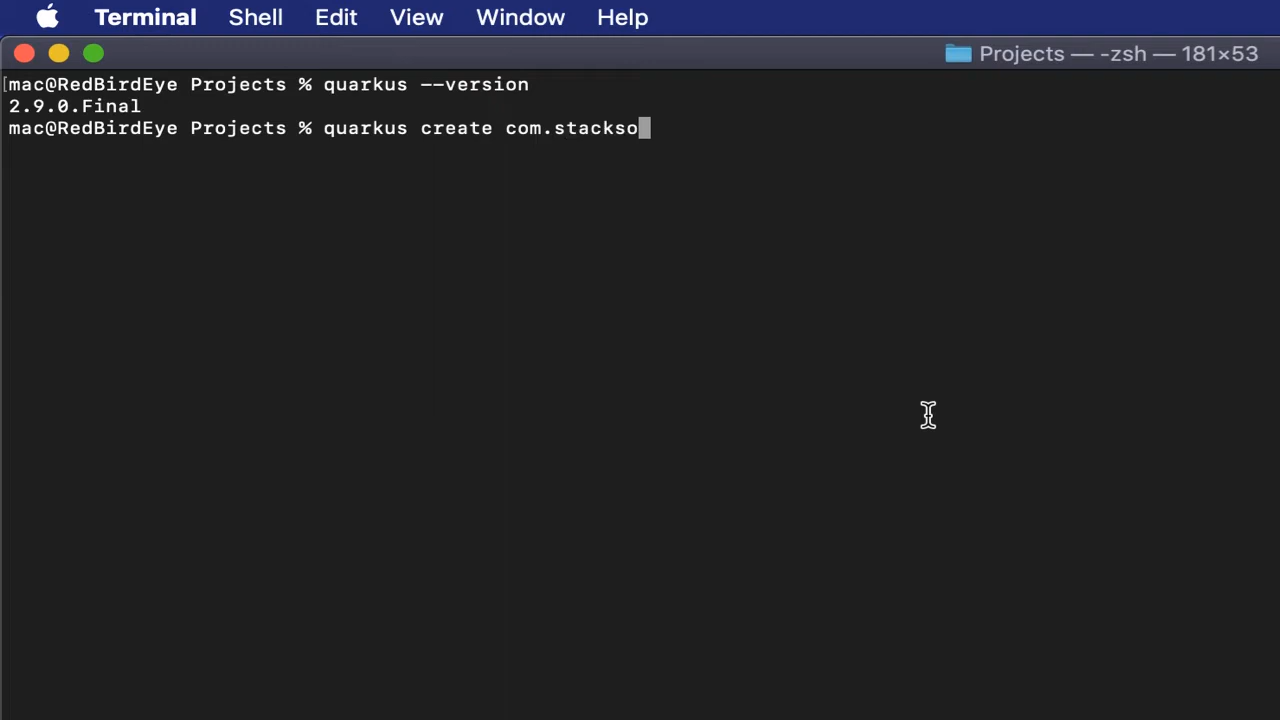 Terminal Shell Edit View Window Help
Projects — -zsh — 181×53
[mac@RedBirdEye Projects % quarkus --version
2.9.0.Final
mac@RedBirdEye Projects % quarkus create com.stackso